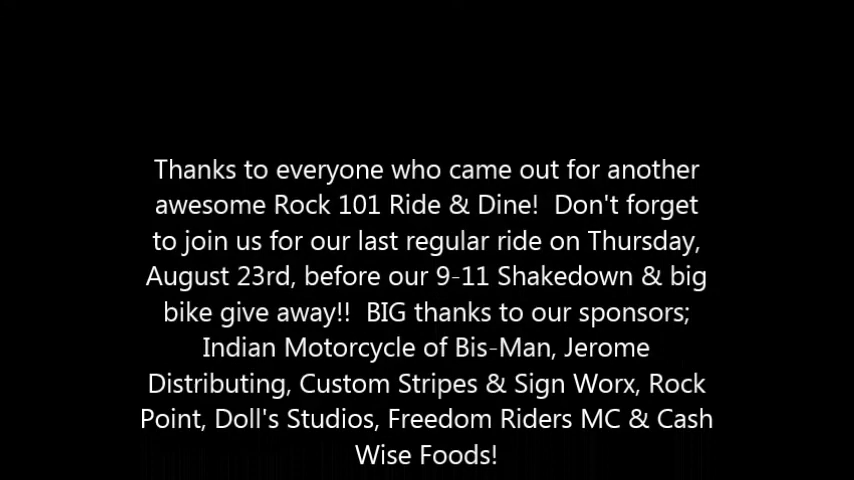 Thanks to everyone who came out for another
awesome Rock 101 Ride & Dine!  Don't forget
to join us for our last regular ride on Thursday,
August 23rd, before our 9-11 Shakedown & big
bike give away!!  BIG thanks to our sponsors;
Indian Motorcycle of Bis-Man, Jerome
Distributing, Custom Stripes & Sign Worx, Rock
Point, Doll's Studios, Freedom Riders MC & Cash
Wise Foods!